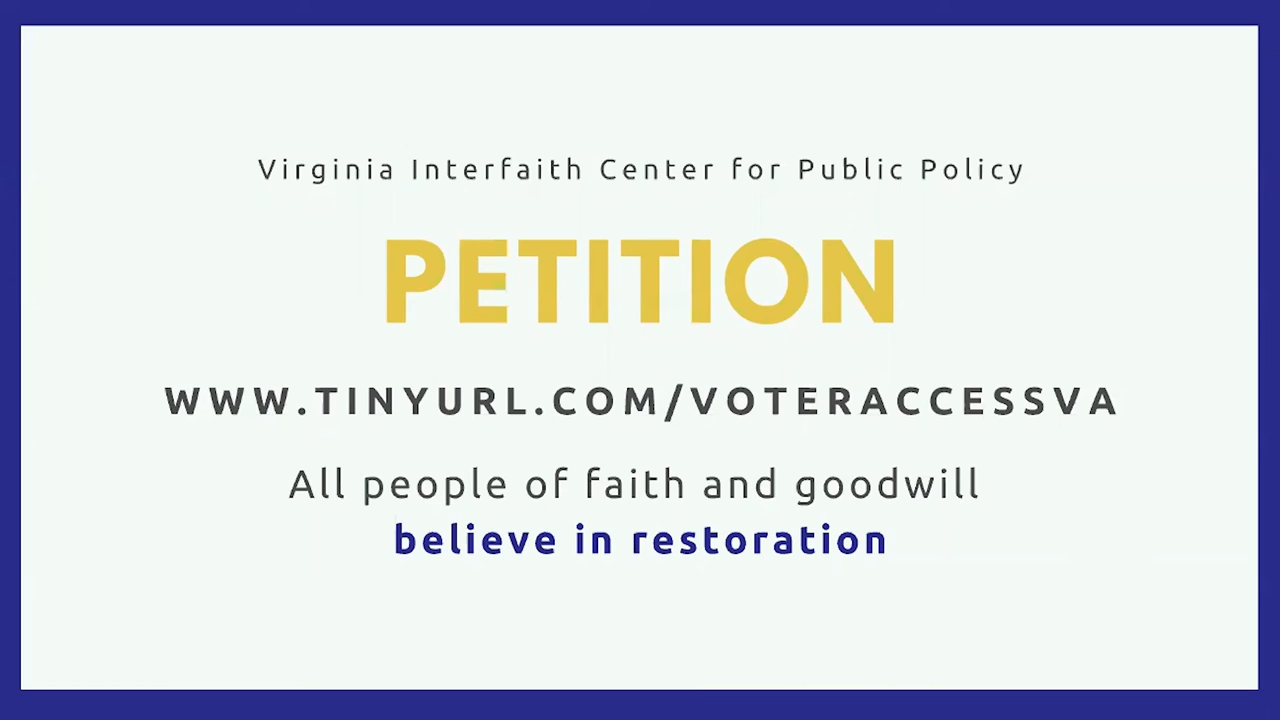 Virginia Interfaith Center for Public Policy
PETITION
WWW.TINYURL.COM/VOTERACCESSVA
All people of faith and goodwill
believe in restoration